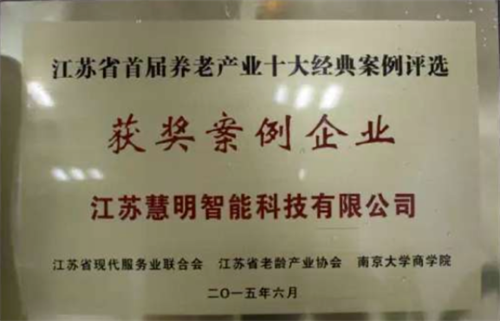 江苏省首届养老产业十大经典案例评选
获奖案例企业
江苏慧明智能科技有限公司
江苏省现代服务业联合会 江苏省老龄产业协会 南京大学商学院
二〇一五年六月